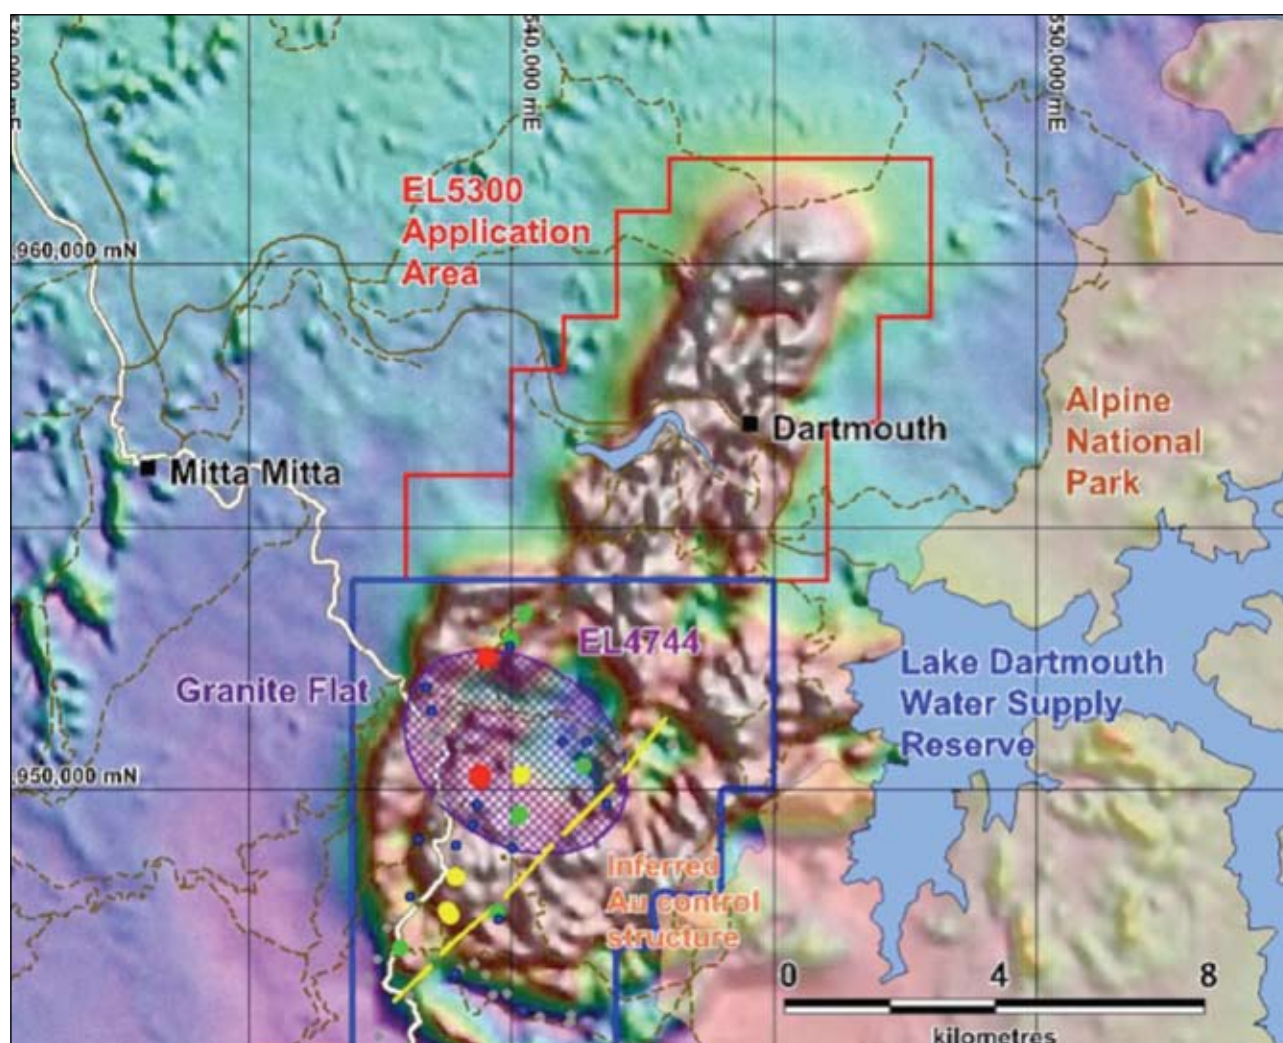 540,000 mE
550,000 mE
EL5300
Application
Area
,960,000 mN
Alpine
National
Park
Dartmouth
Mitta Mitta
EL4744
Granite Flat
Lake Dartmouth
Water Supply
Reserve
,950,000 mN
Inferred
Au control
structure
0 4 8
kilometres